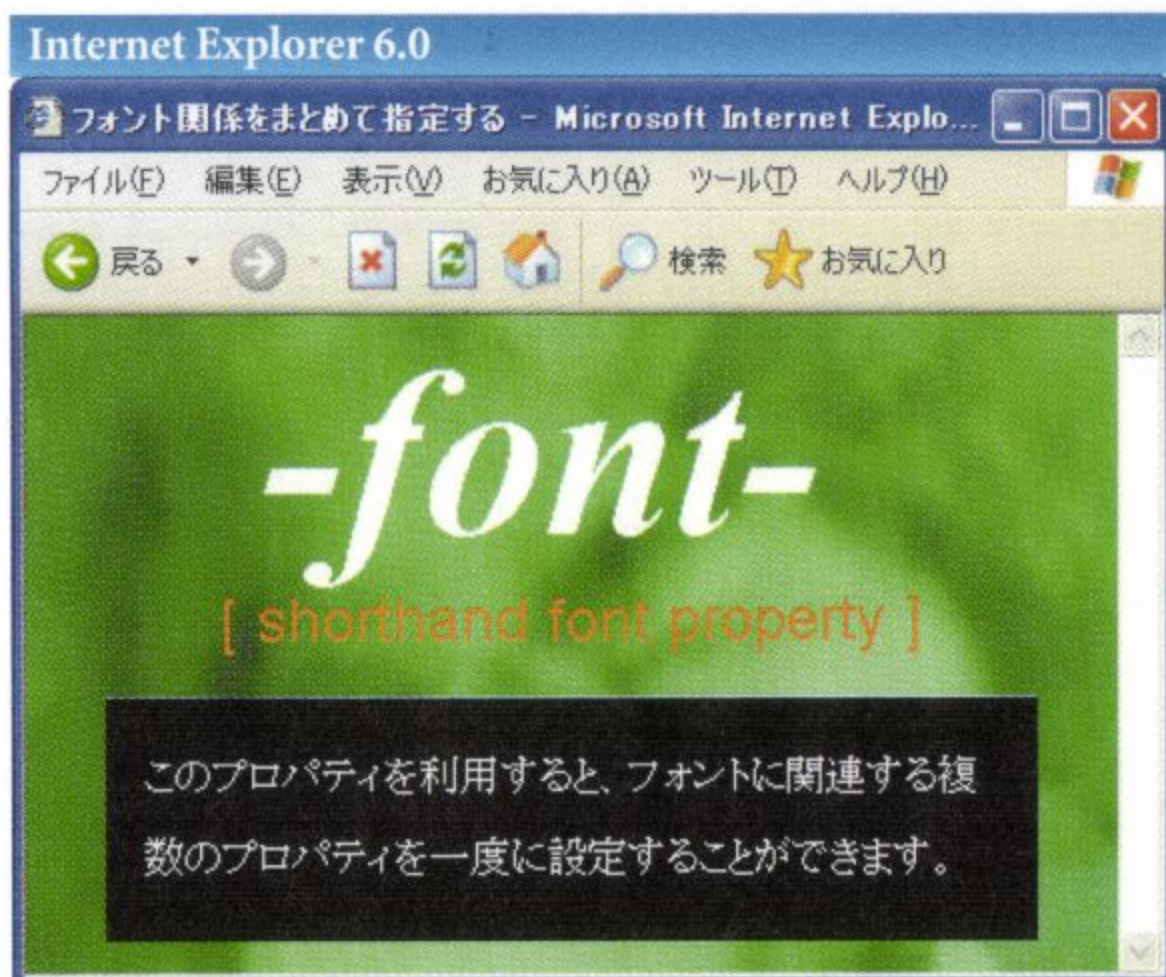 Internet Explorer 6.0
フォント関係をまとめて指定する - Microsoft Internet Explo...
ファイル(F) 編集(E) 表示(V) お気に入り(A) ツール(T) ヘルプ(H)
戻る 検索 お気に入り
-font-
[ shorthand font property ]
このプロパティを利用すると、フォントに関連する複
数のプロパティを一度に設定することができます。